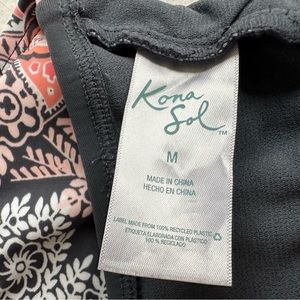 Kona
Sol™
M
MADE IN CHINA
HECHO EN CHINA
LABEL MADE FROM 100% RECYCLED PLASTIC
ETIQUETA ELABORADA CON PLÁSTICO
100 % RECICLADO